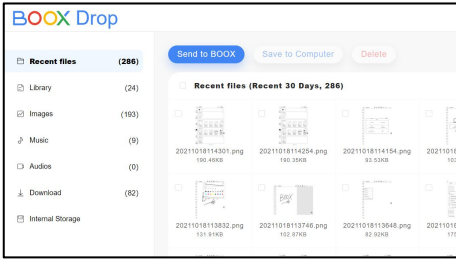 BOOX Drop
Send to BOOX Save to Computer Delete
Recent files (286)
Recent files (Recent 30 Days, 286)
Library (24)
Images (193)
Music (9)
Audios (0)
Download (82)
Internal Storage
20211018114301.png 20211018114254.png 20211018114154.png
190.46KB 190.35KB 93.53KB
20211018113832.png 20211018113746.png 20211018113648.png
131.91KB 102.87KB 82.92KB